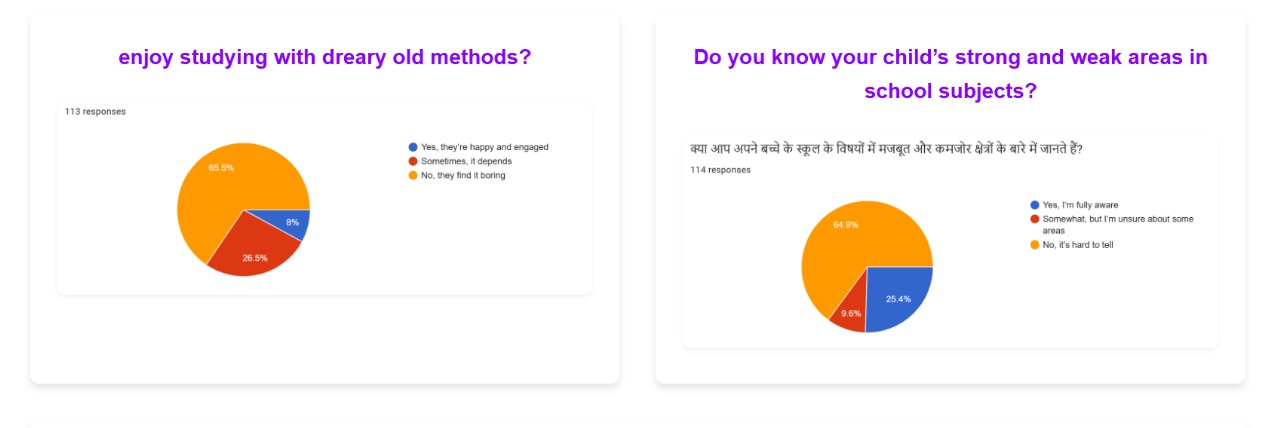 enjoy studying with dreary old methods?
113 responses
65.5%
8%
26.5%
Yes, they're happy and engaged
Sometimes, it depends
No, they find it boring
Do you know your child's strong and weak areas in
school subjects?
क्या आप अपने बच्चे के स्कूल के विषयों में मजबूत और कमजोर क्षेत्रों के बारे में जानते हैं?
114 responses
64.9%
25.4%
9.6%
Yes, I'm fully aware
Somewhat, but I'm unsure about some
areas
No, it's hard to tell